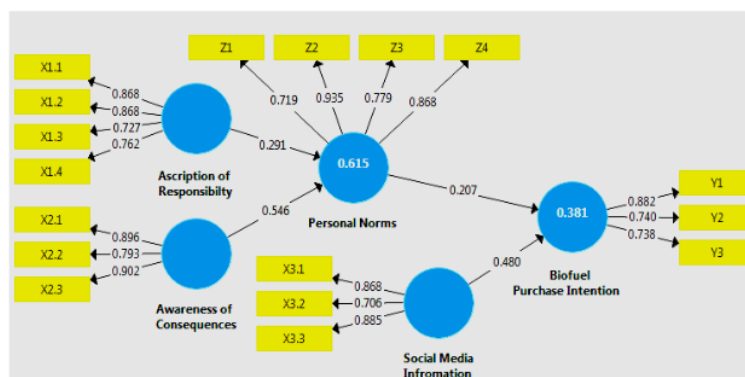 Z1
Z2
Z3
Z4
X1.1
X1.2
X1.3
X1.4
0.868
0.868
0.727
0.762
0.719
0.935
0.779
0.868
0.291
0.615
Ascription of
Responsibilty
Personal Norms
0.546
0.207
X2.1
X2.2
X2.3
0.896
0.793
0.902
Awareness of
Consequences
0.381
0.882
0.740
0.738
Y1
Y2
Y3
Biofuel
Purchase Intention
0.480
X3.1
X3.2
X3.3
0.868
0.706
0.885
Social Media
Infromation